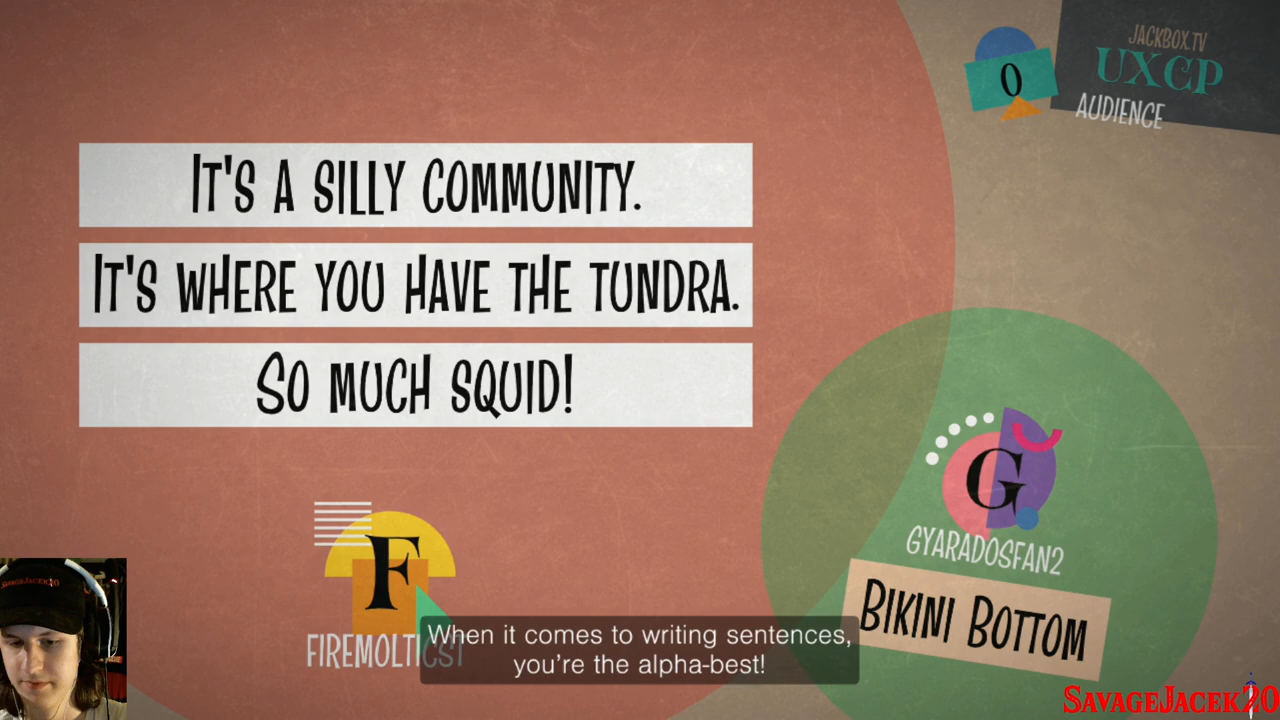 JACKBOX.TV
UXCP
0
AUDIENCE
IT'S A SILLY COMMUNITY.
IT'S WHERE YOU HAVE THE TUNDRA.
SO MUCH SQUID!
G
GYARADOSFAN2
BIKINI BOTTOM
F
When it comes to writing sentences,
you're the alpha-best!
SAVAGEJACEK20
SAVAGEJACEK20